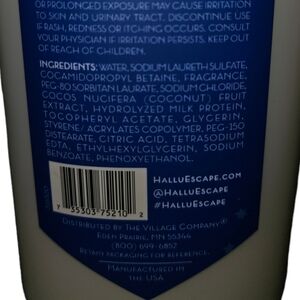 OR PROLONGED EXPOSURE MAY CAUSE IRRITATION
TO SKIN AND URINARY TRACT. DISCONTINUE USE
IF RASH, REDNESS OR ITCHING OCCURS. CONSULT
YOUR PHYSICIAN IF IRRITATION PERSISTS. KEEP OUT
OF REACH OF CHILDREN.
INGREDIENTS: WATER, SODIUM LAURETH SULFATE,
COCAMIDOPROPYL BETAINE, FRAGRANCE,
PEG-80 SORBITAN LAURATE, SODIUM CHLORIDE,
COCOS NUCIFERA (COCONUT) FRUIT
EXTRACT, HYDROLYZED MILK PROTEIN,
TOCOPHERYL ACETATE, GLYCERIN,
STYRENE/ ACRYLATES COPOLYMER, PEG-150
DISTEARATE, CITRIC ACID, TETRASODIUM
EDTA, ETHYLHEXYLGLYCERIN, SODIUM
BENZOATE, PHENOXYETHANOL.
HALLUESCAPE.COM
@HALLUESCAPE
#HALLUESCAPE
7 35303 75210 2
DISTRIBUTED BY THE VILLAGE COMPANY®
EDEN PRAIRIE, MN 55344
(800) 699-6852
RETAIN PACKAGING FOR REFERENCE.
MANUFACTURED IN
THE USA